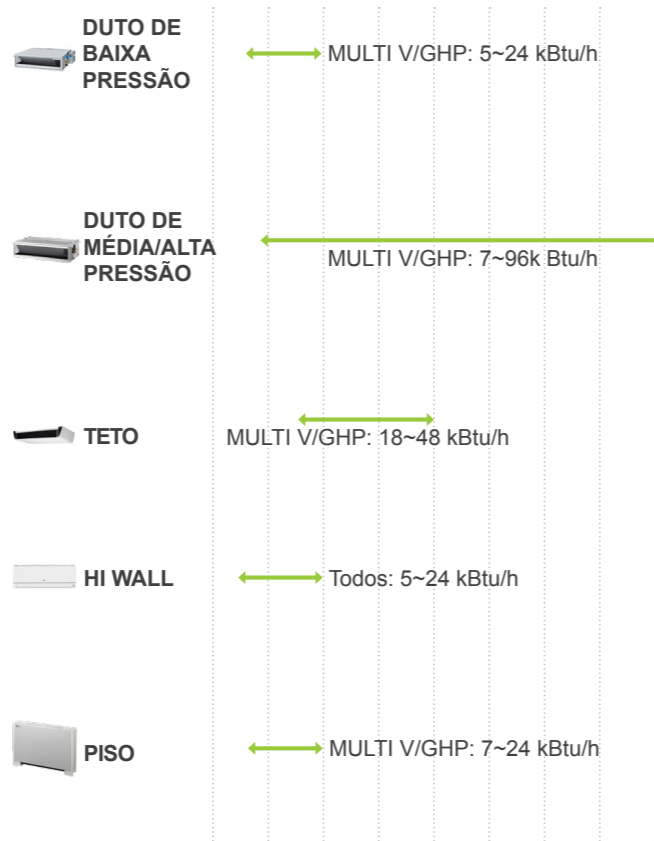 DUTO DE
BAIXA
PRESSÃO
MULTI V/GHP: 5~24 kBtu/h
DUTO DE
MÉDIA/ALTA
PRESSÃO
MULTI V/GHP: 7~96k Btu/h
TETO
MULTI V/GHP: 18~48 kBtu/h
HI WALL
Todos: 5~24 kBtu/h
PISO
MULTI V/GHP: 7~24 kBtu/h